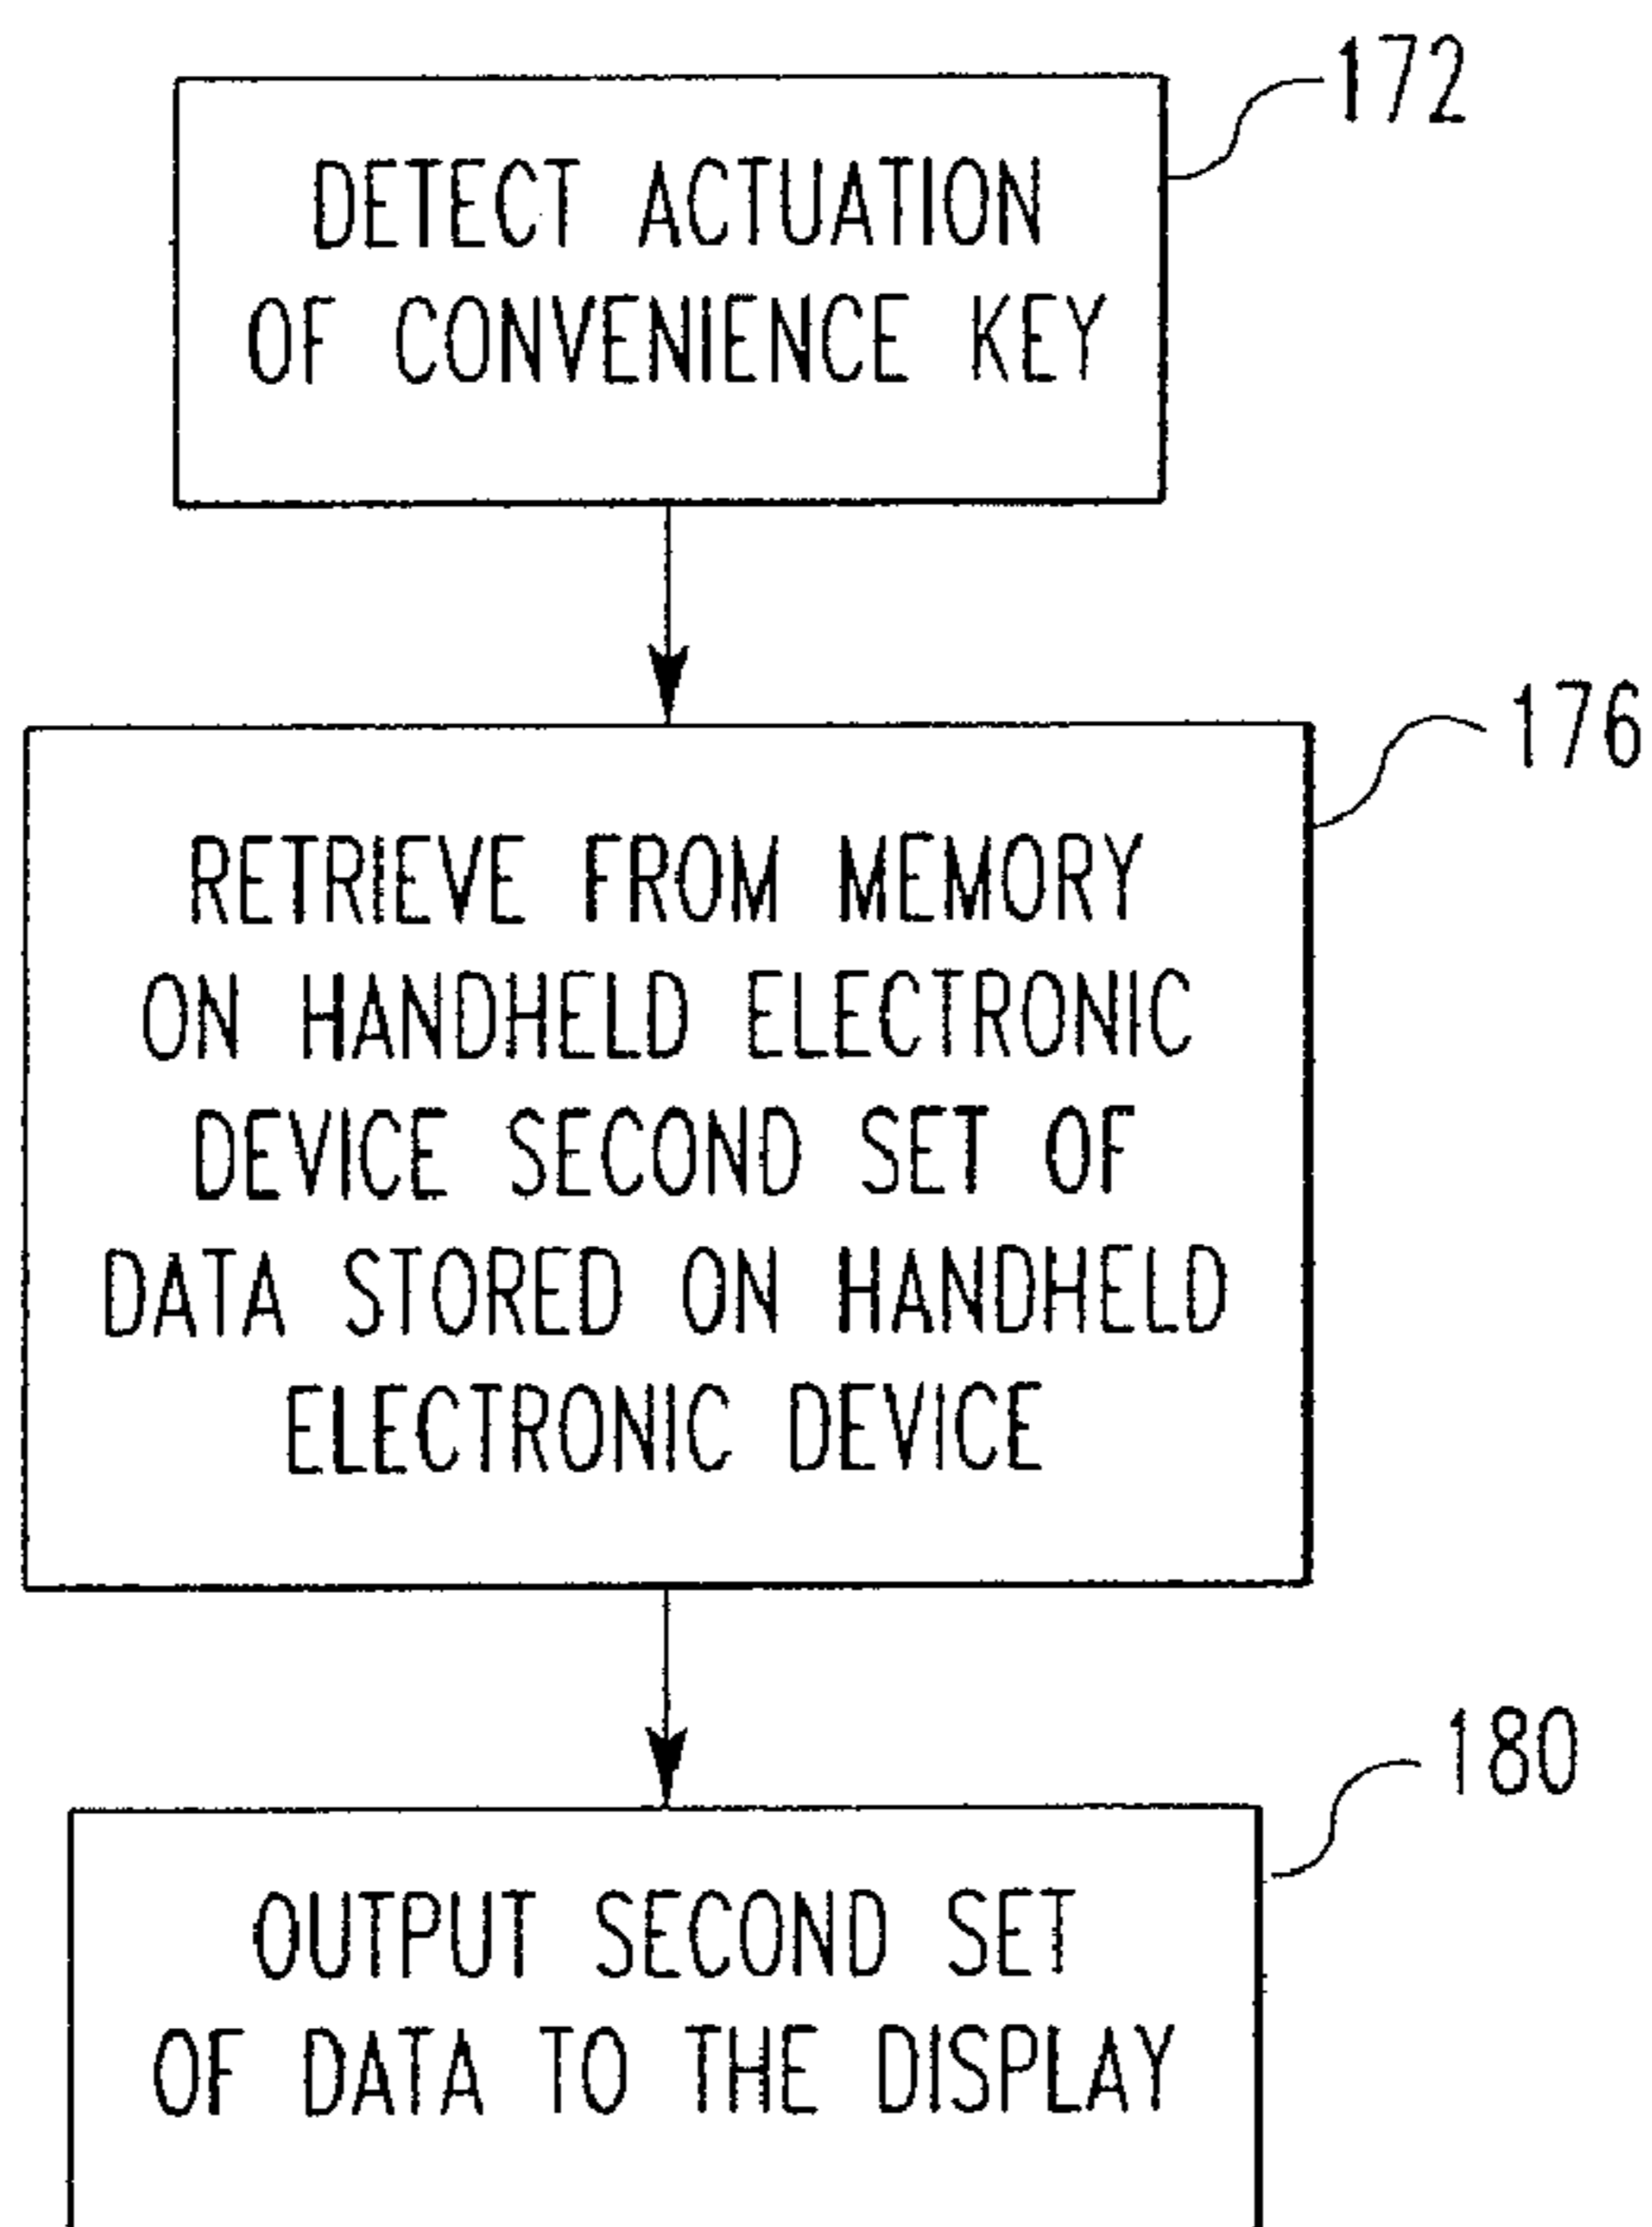 172
DETECT ACTUATION
OF CONVENIENCE KEY
176
RETRIEVE FROM MEMORY
ON HANDHELD ELECTRONIC
DEVICE SECOND SET OF
DATA STORED ON HANDHELD
ELECTRONIC DEVICE
180
OUTPUT SECOND SET
OF DATA TO THE DISPLAY